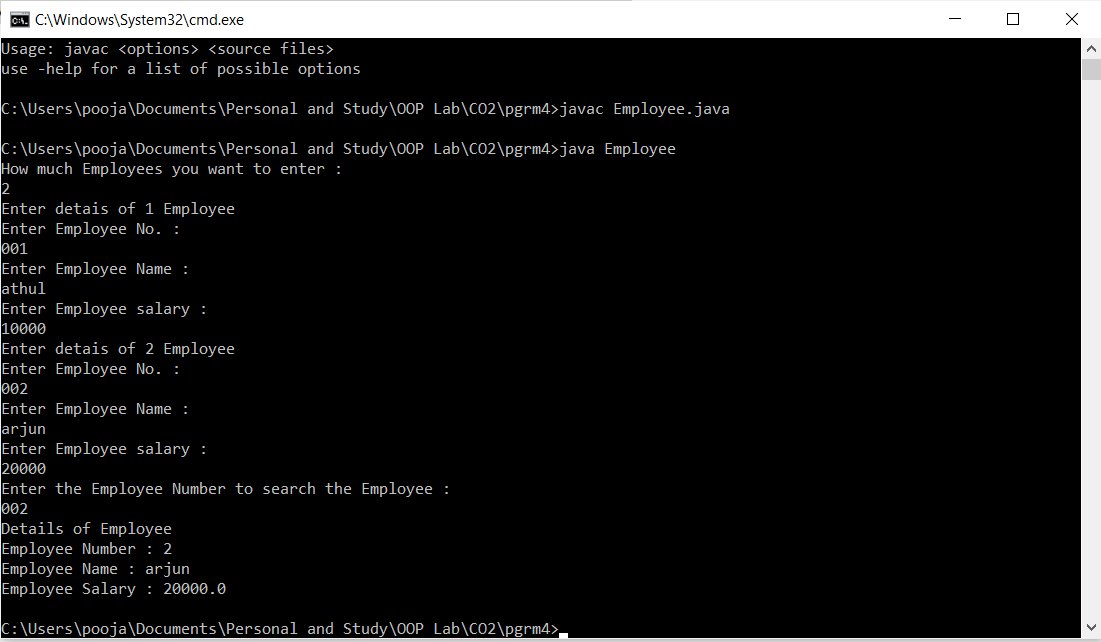 C:\Windows\System32\cmd.exe
Usage: javac <options> <source files>
use -help for a list of possible options
C:\Users\pooja\Documents\Personal and Study\OOP Lab\CO2\pgrm4>javac Employee.java
C:\Users\pooja\Documents\Personal and Study\OOP Lab\CO2\pgrm4>java Employee
How much Employees you want to enter :
2
Enter detais of 1 Employee
Enter Employee No. :
001
Enter Employee Name :
athul
Enter Employee salary :
10000
Enter detais of 2 Employee
Enter Employee No. :
002
Enter Employee Name :
arjun
Enter Employee salary :
20000
Enter the Employee Number to search the Employee :
002
Details of Employee
Employee Number : 2
Employee Name : arjun
Employee Salary : 20000.0
C:\Users\pooja\Documents\Personal and Study\OOP Lab\CO2\pgrm4>